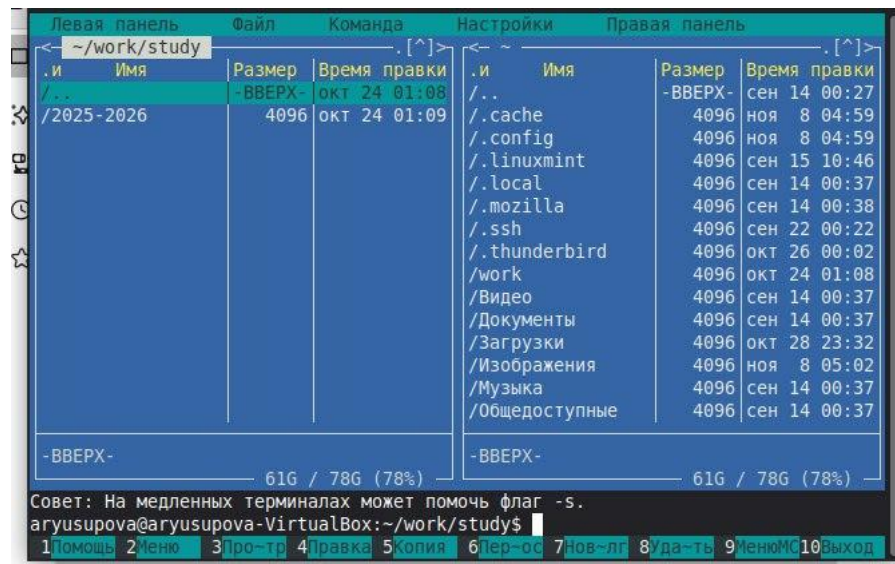 Левая панель Файл Команда Настройки Правая панель
<— ~/work/study .[^]> <— ~ .[^]>
.и Имя Размер Время правки .и Имя Размер Время правки
/.. -ВВЕРХ- окт 24 01:08 /.. -ВВЕРХ- сен 14 00:27
/2025-2026 4096 окт 24 01:09 /.cache 4096 ноя 8 04:59
/.config 4096 ноя 8 04:59
/.linuxmint 4096 сен 15 10:46
/.local 4096 сен 14 00:37
/.mozilla 4096 сен 14 00:38
/.ssh 4096 сен 22 00:22
/.thunderbird 4096 окт 26 00:02
/work 4096 окт 24 01:08
/Видео 4096 сен 14 00:37
/Документы 4096 сен 14 00:37
/Загрузки 4096 окт 28 23:32
/Изображения 4096 ноя 8 05:02
/Музыка 4096 сен 14 00:37
/Общедоступные 4096 сен 14 00:37
-ВВЕРХ- -ВВЕРХ-
61G / 78G (78%) 61G / 78G (78%)
Совет: На медленных терминалах может помочь флаг -s.
aryusupova@aryusupova-VirtualBox:~/work/study$
1Помощь 2Меню 3Про~тр 4Правка 5Копия 6Пер~ос 7Нов~лг 8Уда~ть 9МенюMC 10Выход